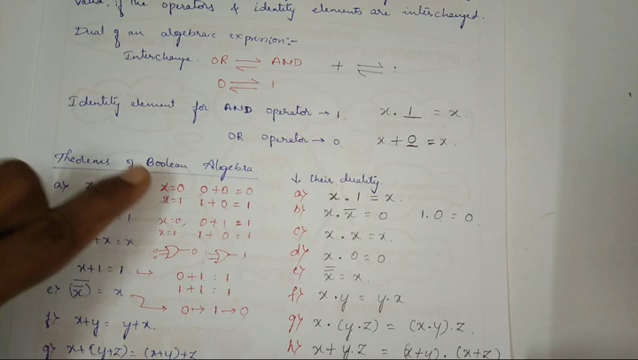 valid, if the operators & identity elements are interchanged.
Dual of an algebraic expression:-
Interchange OR ⇌ AND + ⇌ .
0 ⇌ 1
Identity element for AND operator → 1. x . 1 = x.
OR operator → 0. x + 0 = x.
Theorems of Boolean Algebra
↓ their duality.
a) x=0 0+0=0
x=1 1+0=1
x=0, 0+1=1
x=1 1+0=1
+x=x.
0 1
x+1=1 → 0+1=1
1+1=1
e) (x̿) = x → 0→1→0
f) x+y = y+x.
g) x+(y+z) = (x+y)+z
a) x . 1 = x.
b) x . x̅ = 0 1.0=0
c) x . x = x.
d) x . 0 = 0
e) x̿ = x.
f) x . y = y . x
g) x . (y . z) = (x . y) . z
h) x + y . z = (x+y) . (x+z)